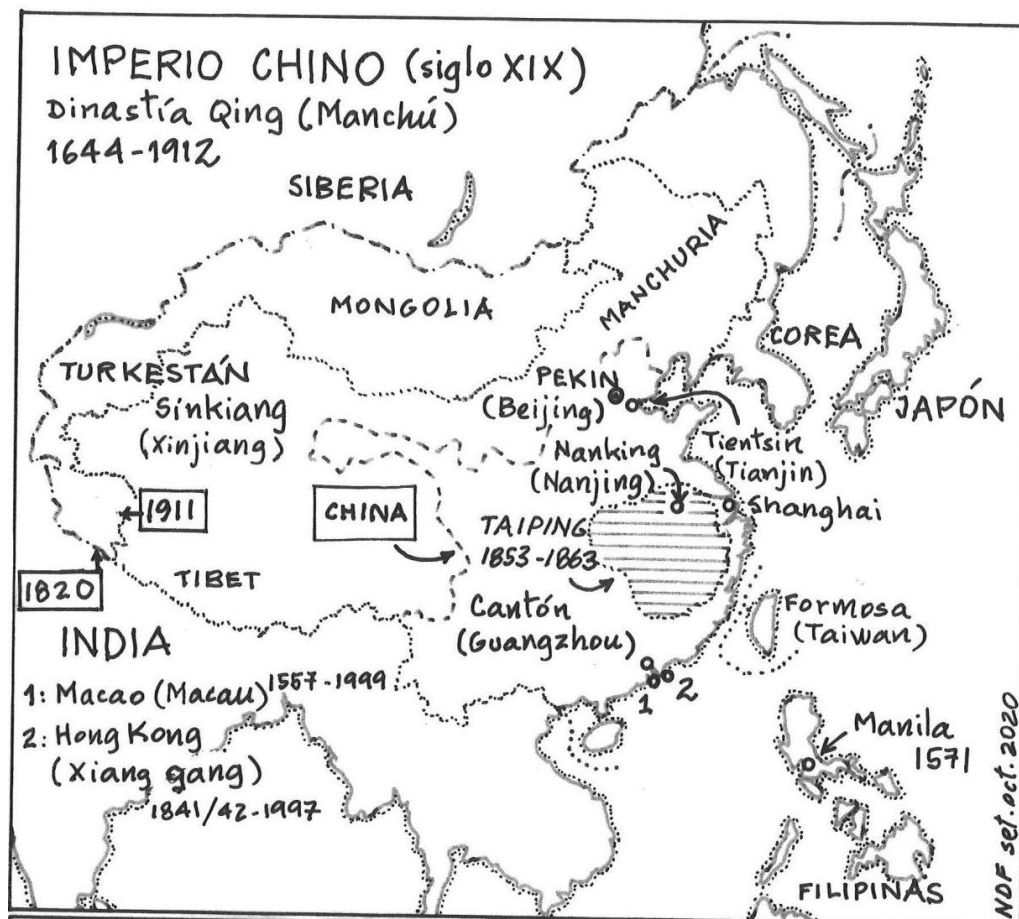 IMPERIO CHINO (siglo XIX)
Dinastía Qing (Manchú)
1644-1912
SIBERIA
MONGOLIA
MANCHURIA
COREA
JAPÓN
TURKESTÁN
Sinkiang
(Xinjiang)
PEKIN
(Beijing)
Tientsin
(Tianjin)
Nanking
(Nanjing)
Shanghai
1911
CHINA
TAIPING
1853-1863
1820
TIBET
Cantón
(Guangzhou)
Formosa
(Taiwan)
INDIA
1: Macao (Macau) 1557-1999
2: Hong Kong
(Xiang gang)
1841/42-1997
1
2
Manila
1571
FILIPINAS
NDF set.oct.2020